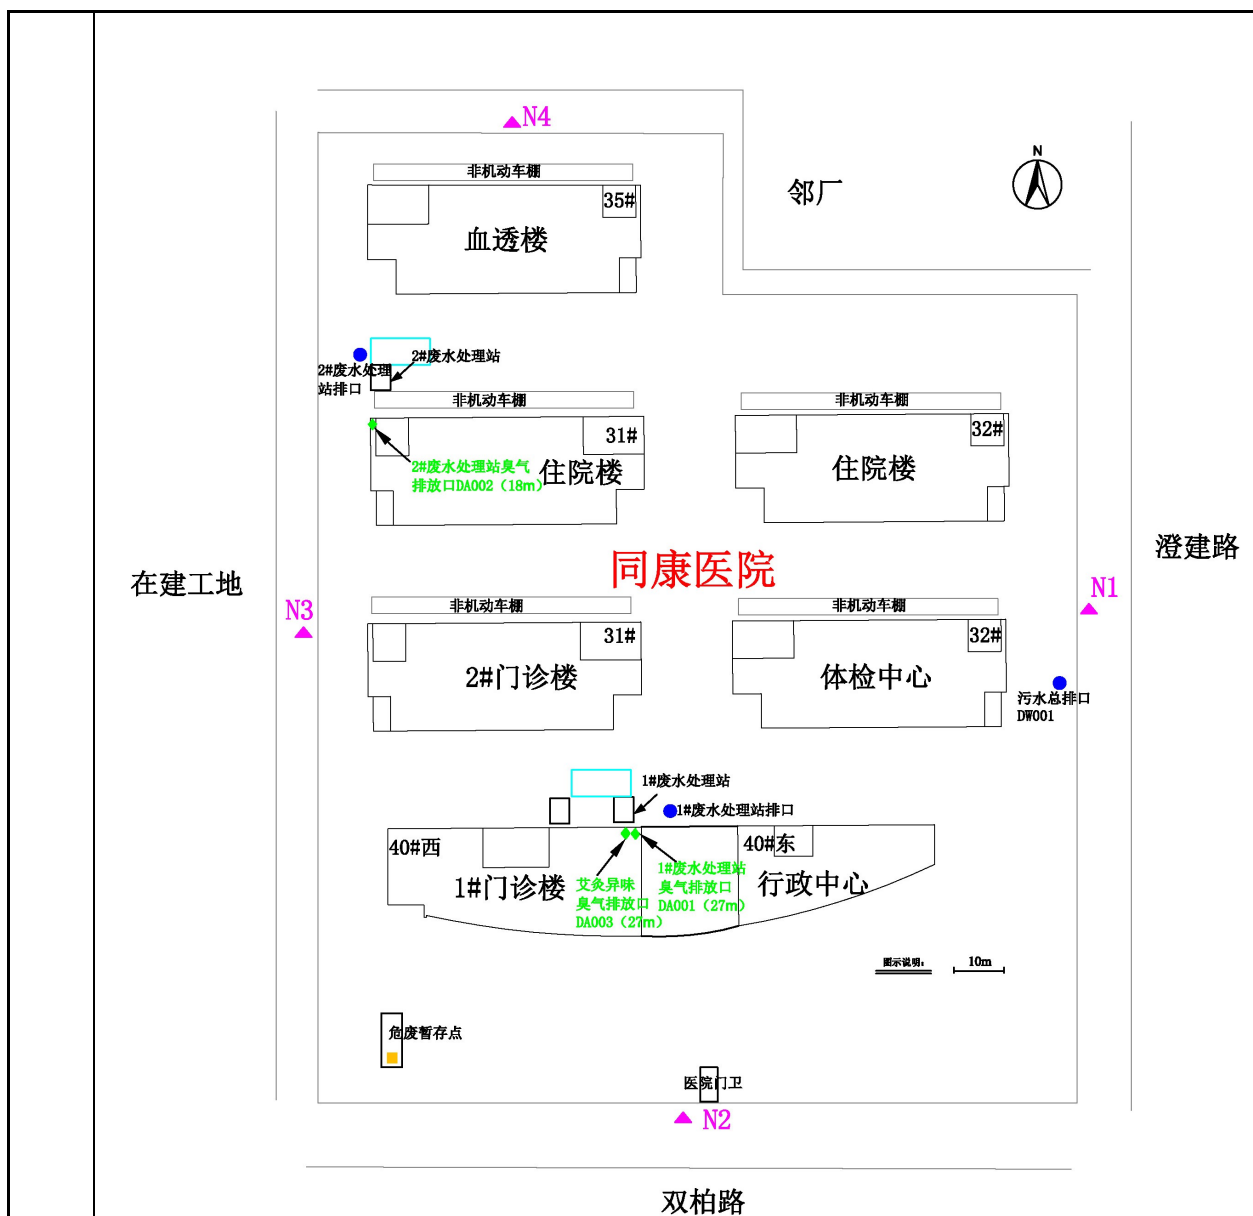 N4
N
非机动车棚
邻厂
35#
血透楼
2#废水处理站
2#废水处理
站排口
非机动车棚
非机动车棚
31#
32#
2#废水处理站臭气
排放口DA002（18m）
住院楼
住院楼
同康医院
澄建路
在建工地
N3
N1
非机动车棚
非机动车棚
31#
32#
2#门诊楼
体检中心
污水总排口
DW001
1#废水处理站
1#废水处理站排口
40#西
40#东
1#门诊楼
艾灸异味
臭气排放口
DA003（27m）
1#废水处理站
臭气排放口
DA001（27m）
行政中心
图示说明：
10m
危废暂存点
医院门卫
N2
双柏路